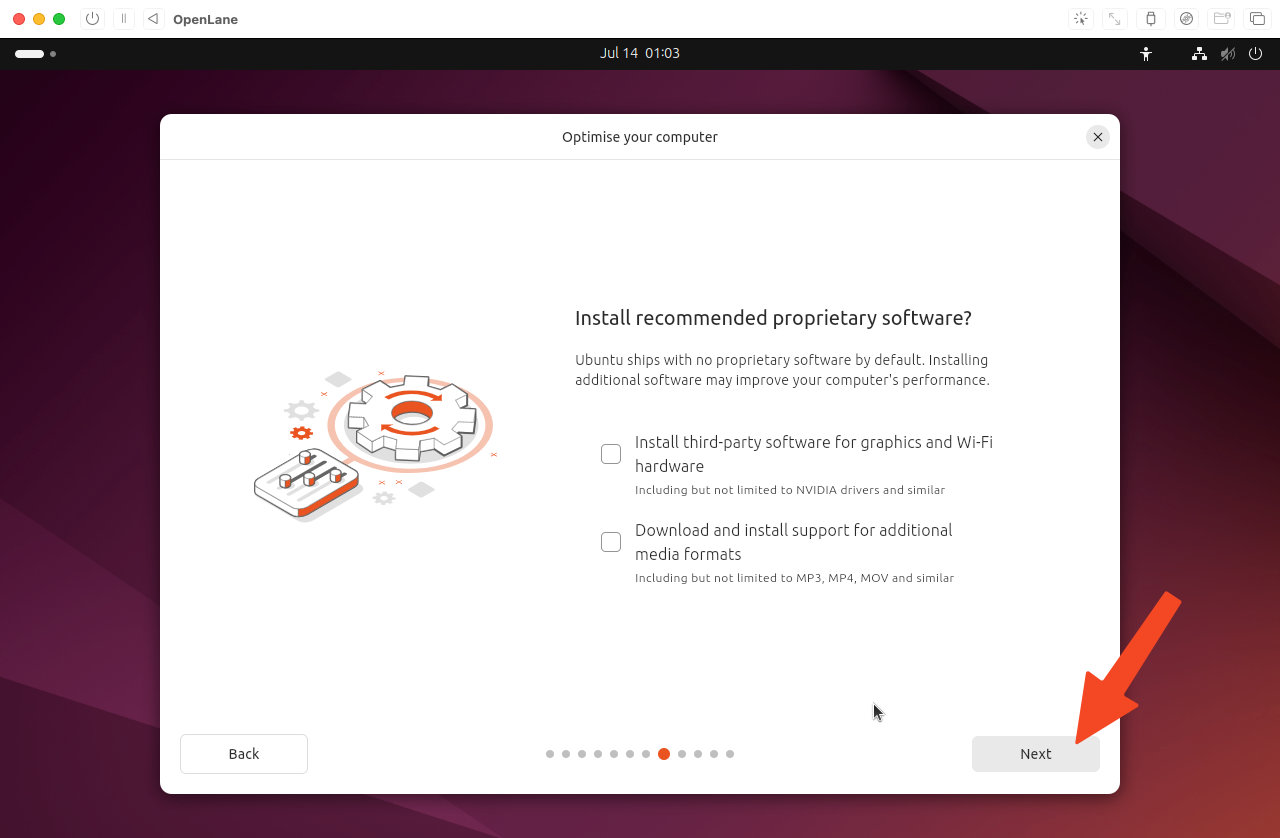 OpenLane
Jul 14 01:03
Optimise your computer
Install recommended proprietary software?
Ubuntu ships with no proprietary software by default. Installing
additional software may improve your computer's performance.
Install third-party software for graphics and Wi-Fi
hardware
Including but not limited to NVIDIA drivers and similar
Download and install support for additional
media formats
Including but not limited to MP3, MP4, MOV and similar
Back
Next